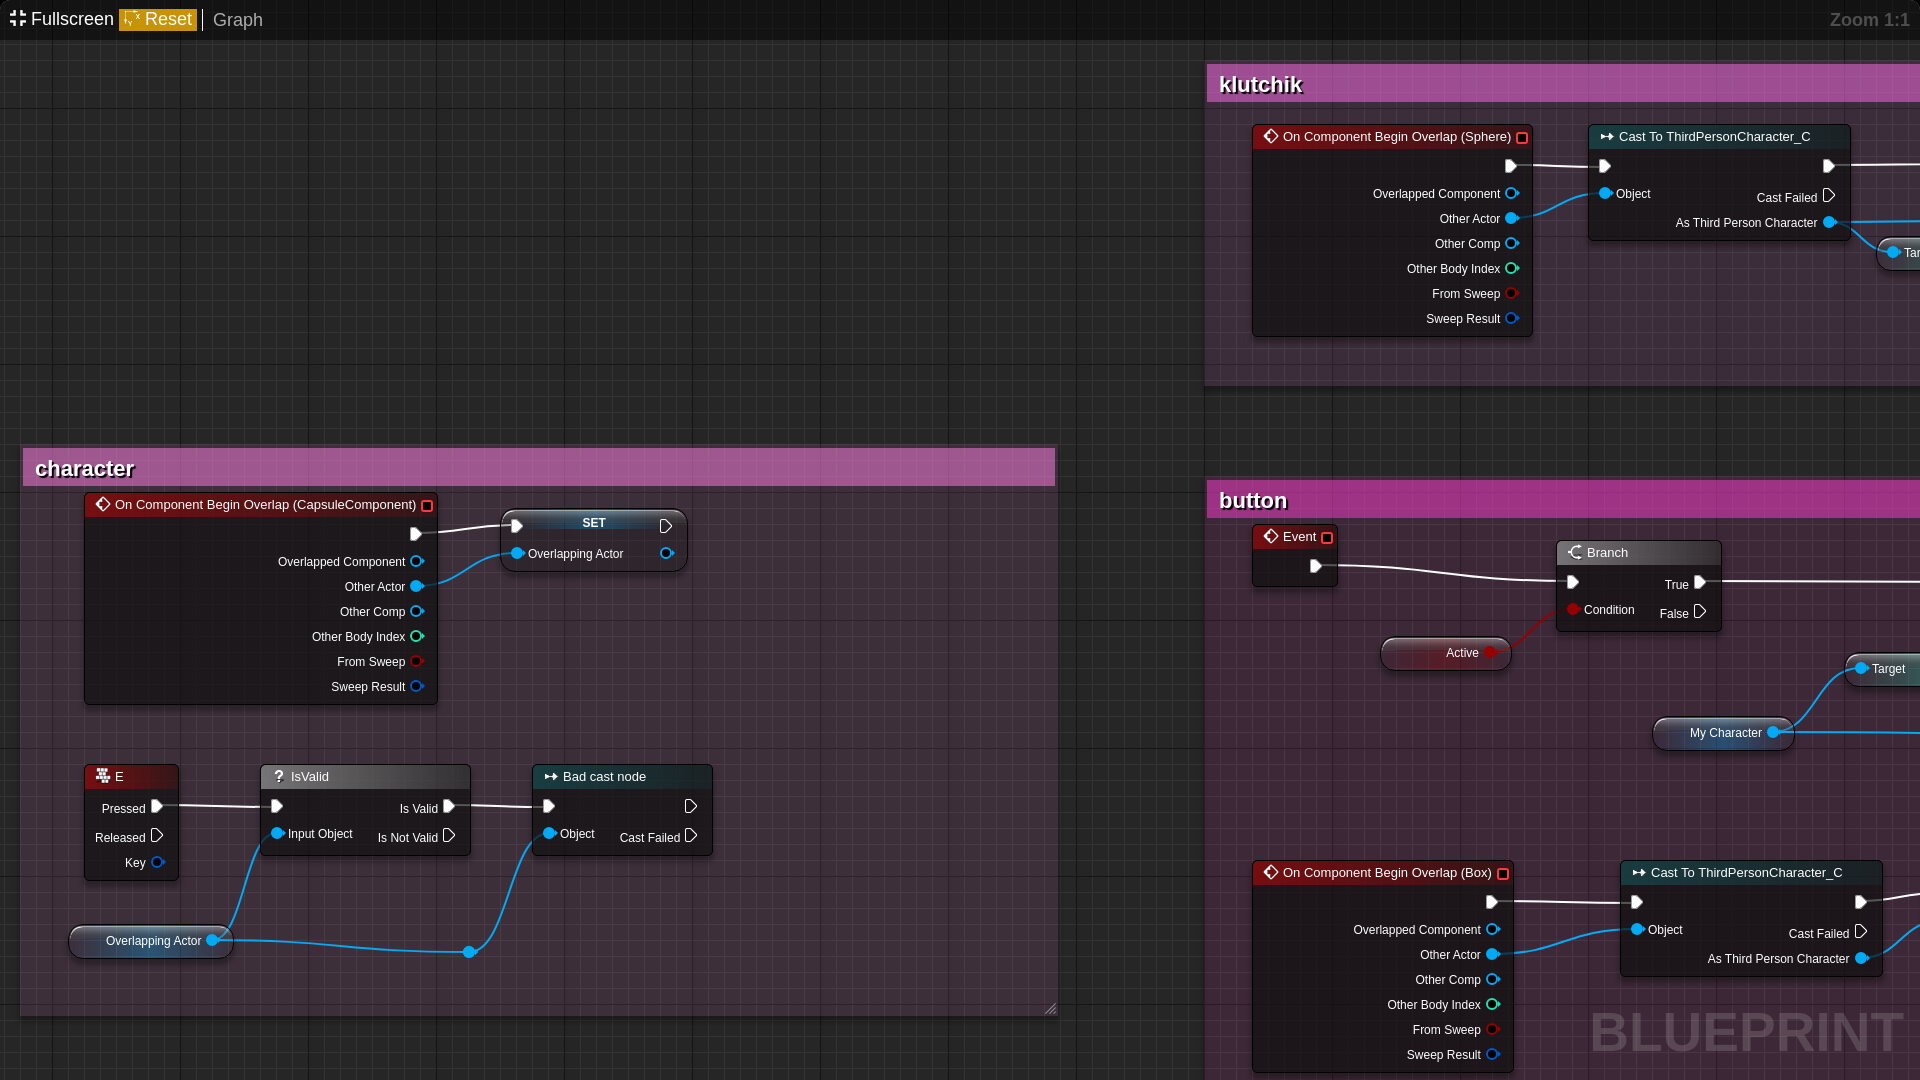 Fullscreen Reset Graph Zoom 1:1
klutchik
On Component Begin Overlap (Sphere)
Overlapped Component
Other Actor
Other Comp
Other Body Index
From Sweep
Sweep Result
Cast To ThirdPersonCharacter_C
Object
Cast Failed
As Third Person Character
character
On Component Begin Overlap (CapsuleComponent)
Overlapped Component
Other Actor
Other Comp
Other Body Index
From Sweep
Sweep Result
SET
Overlapping Actor
E
Pressed
Released
Key
? IsValid
Is Valid
Input Object
Is Not Valid
Bad cast node
Object
Cast Failed
Overlapping Actor
button
Event
Branch
True
Condition
False
Active
Target
My Character
On Component Begin Overlap (Box)
Overlapped Component
Other Actor
Other Comp
Other Body Index
From Sweep
Sweep Result
Cast To ThirdPersonCharacter_C
Object
Cast Failed
As Third Person Character
BLUEPRINT